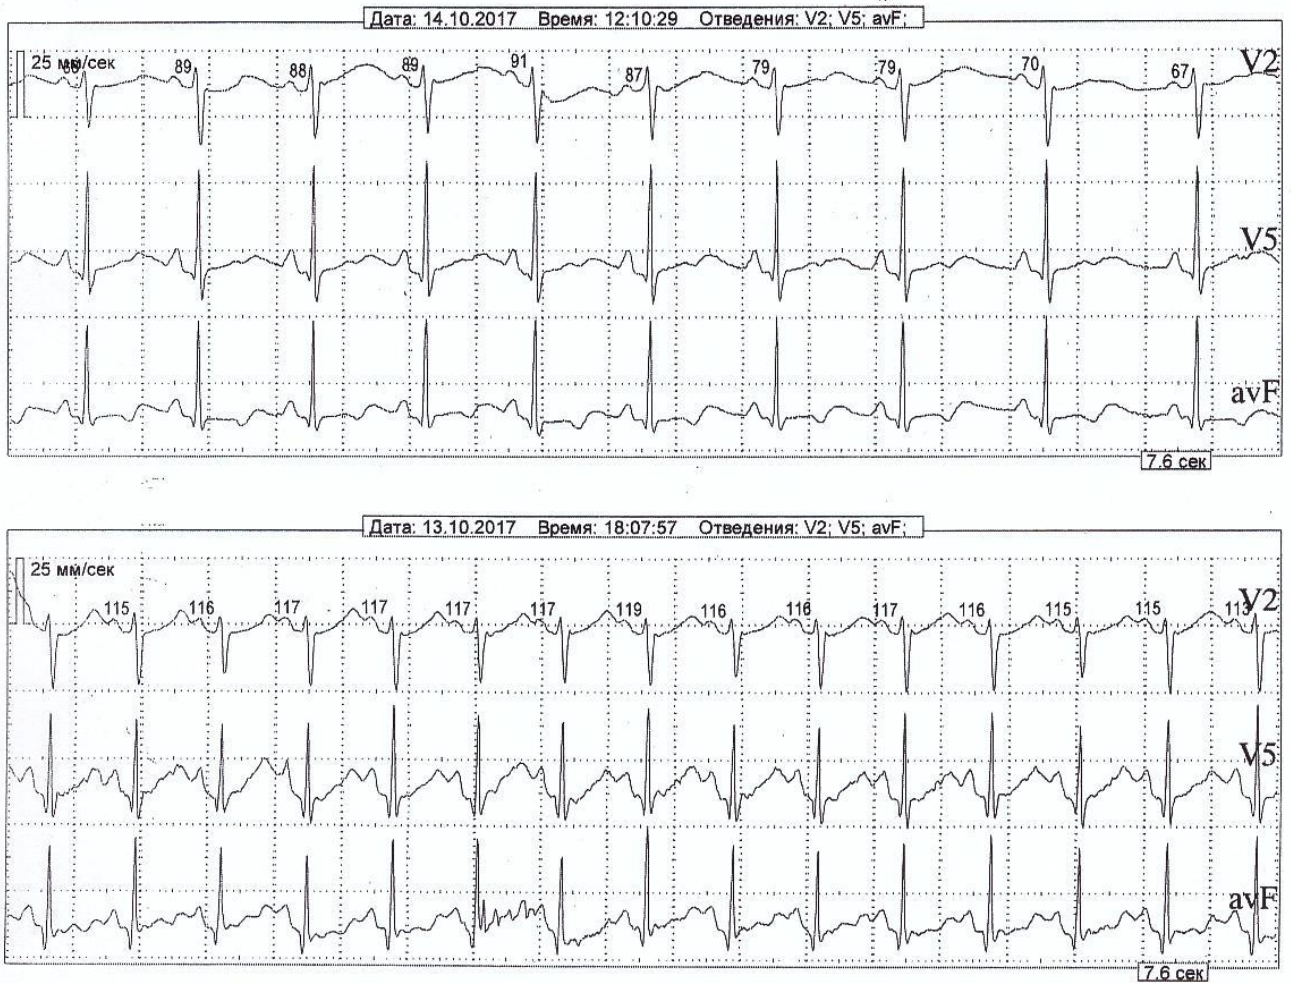 Дата: 14.10.2017 Время: 12:10:29 Отведения: V2; V5; avF;
25 мм/сек
89 88 89 91 87 79 79 70 67
V2
V5
avF
7.6 сек
Дата: 13.10.2017 Время: 18:07:57 Отведения: V2; V5; avF;
25 мм/сек
115 116 117 117 117 117 119 116 116 117 116 115 115 113
V2
V5
avF
7.6 сек